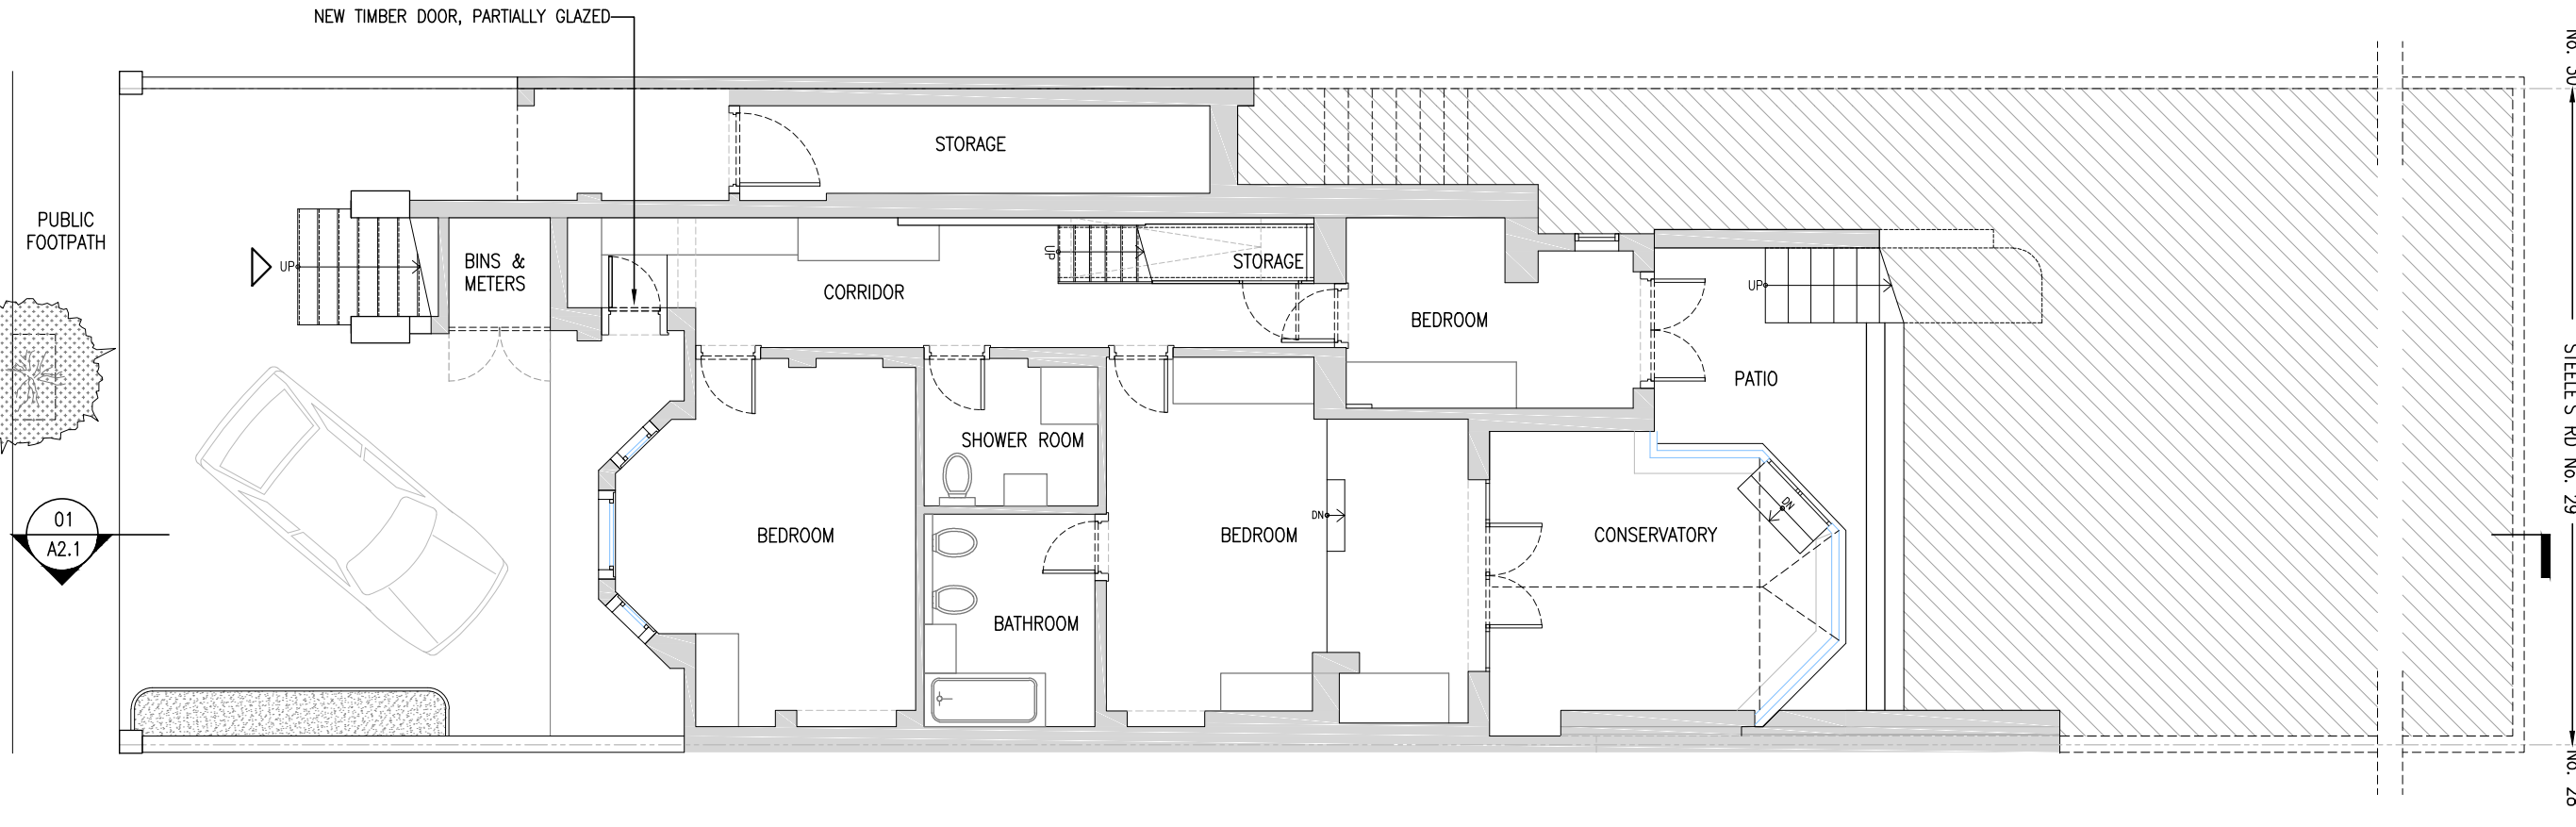 NEW TIMBER DOOR, PARTIALLY GLAZED
No. 30
STORAGE
PUBLIC
FOOTPATH
UP
BINS &
METERS
UP
STORAGE
CORRIDOR
BEDROOM
UP
PATIO
STEELE'S RD No. 29
SHOWER ROOM
01
A2.1
BEDROOM
DN
BEDROOM
CONSERVATORY
DN
BATHROOM
No. 28